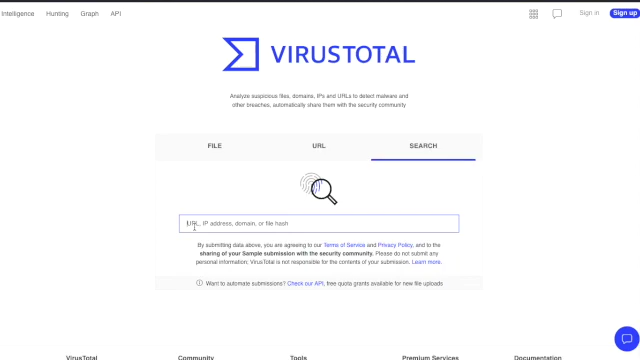 Intelligence Hunting Graph API Sign in Sign up
VIRUSTOTAL
Analyze suspicious files, domains, IPs and URLs to detect malware and
other breaches, automatically share them with the security community
FILE URL SEARCH
URL, IP address, domain, or file hash
By submitting data above, you are agreeing to our Terms of Service and Privacy Policy, and to the
sharing of your Sample submission with the security community. Please do not submit any
personal information; VirusTotal is not responsible for the contents of your submission. Learn more.
Want to automate submissions? Check our API, free quota grants available for new file uploads
VirusTotal Community Tools Premium Services Documentation